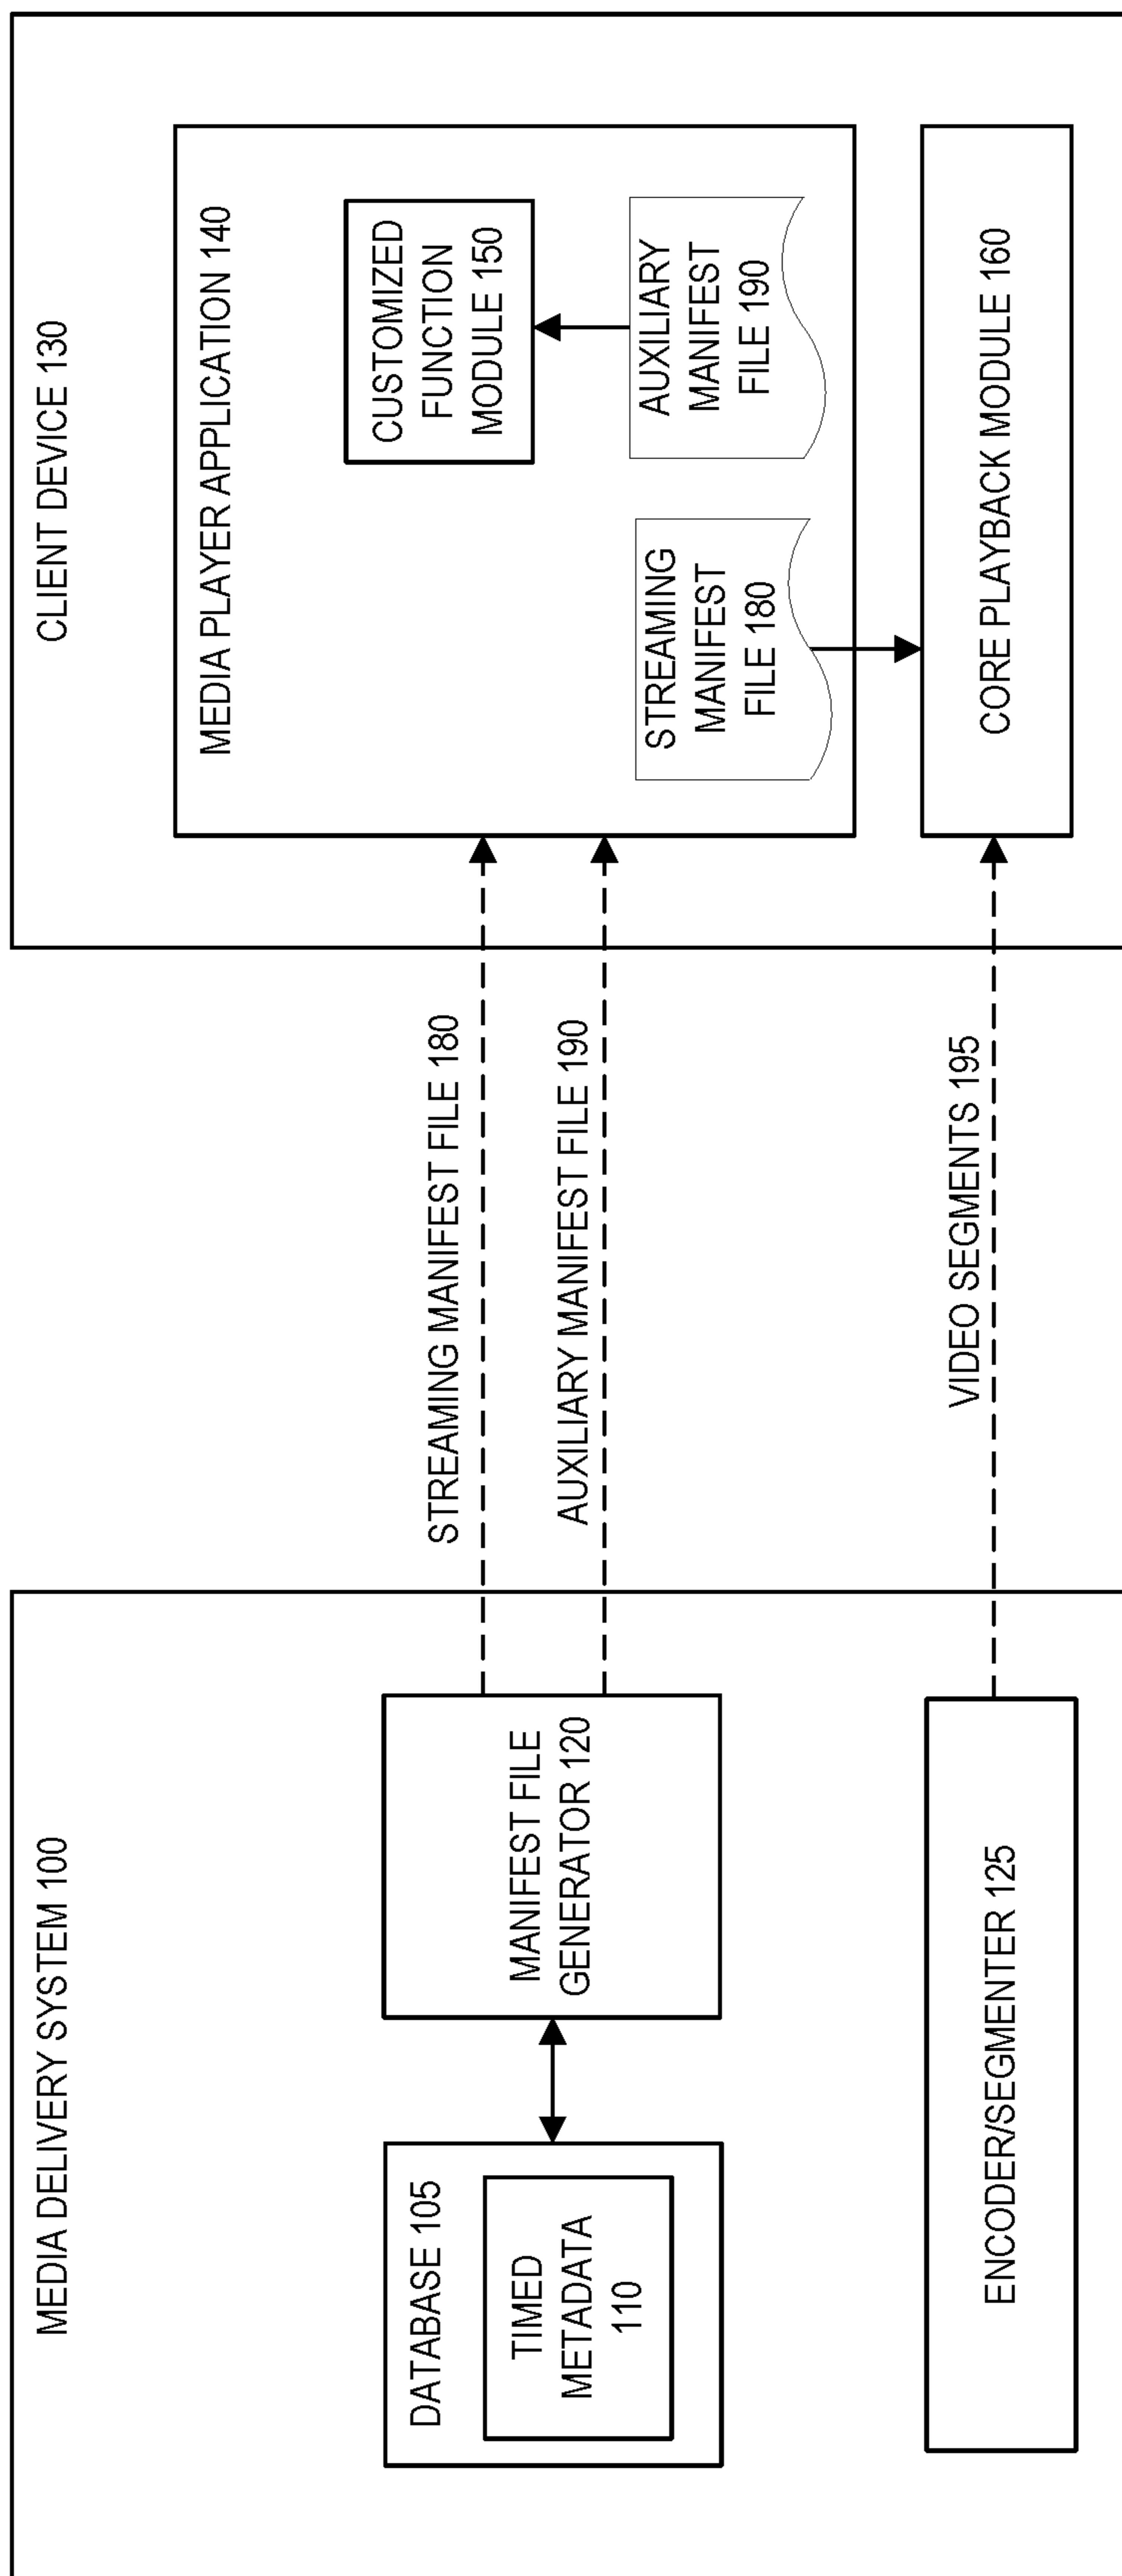 MEDIA DELIVERY SYSTEM 100
DATABASE 105
TIMED
METADATA
110
MANIFEST FILE
GENERATOR 120
ENCODER/SEGMENTER 125
STREAMING MANIFEST FILE 180
AUXILIARY MANIFEST FILE 190
VIDEO SEGMENTS 195
CLIENT DEVICE 130
MEDIA PLAYER APPLICATION 140
CUSTOMIZED
FUNCTION
MODULE 150
STREAMING
MANIFEST
FILE 180
AUXILIARY
MANIFEST
FILE 190
CORE PLAYBACK MODULE 160